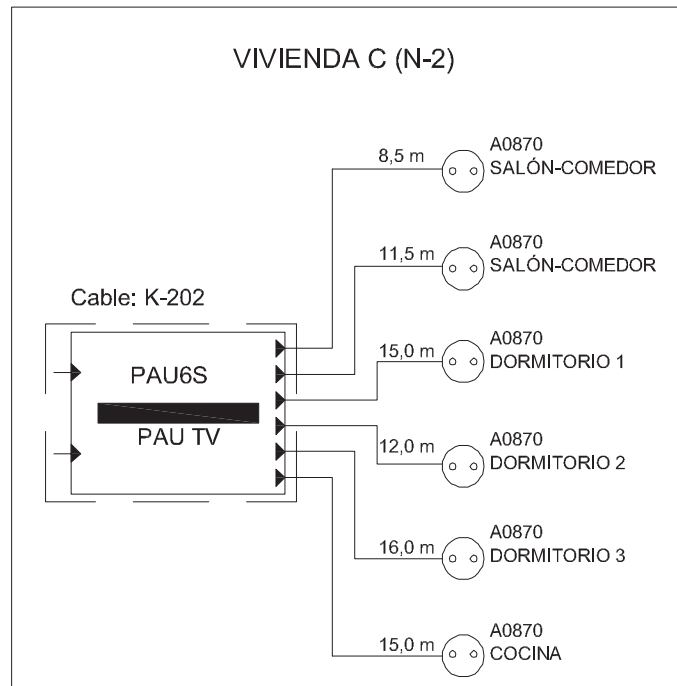 VIVIENDA C (N-2)
8,5 m
A0870
SALÓN-COMEDOR
11,5 m
A0870
SALÓN-COMEDOR
Cable: K-202
15,0 m
A0870
DORMITORIO 1
PAU6S
PAU TV
12,0 m
A0870
DORMITORIO 2
16,0 m
A0870
DORMITORIO 3
15,0 m
A0870
COCINA